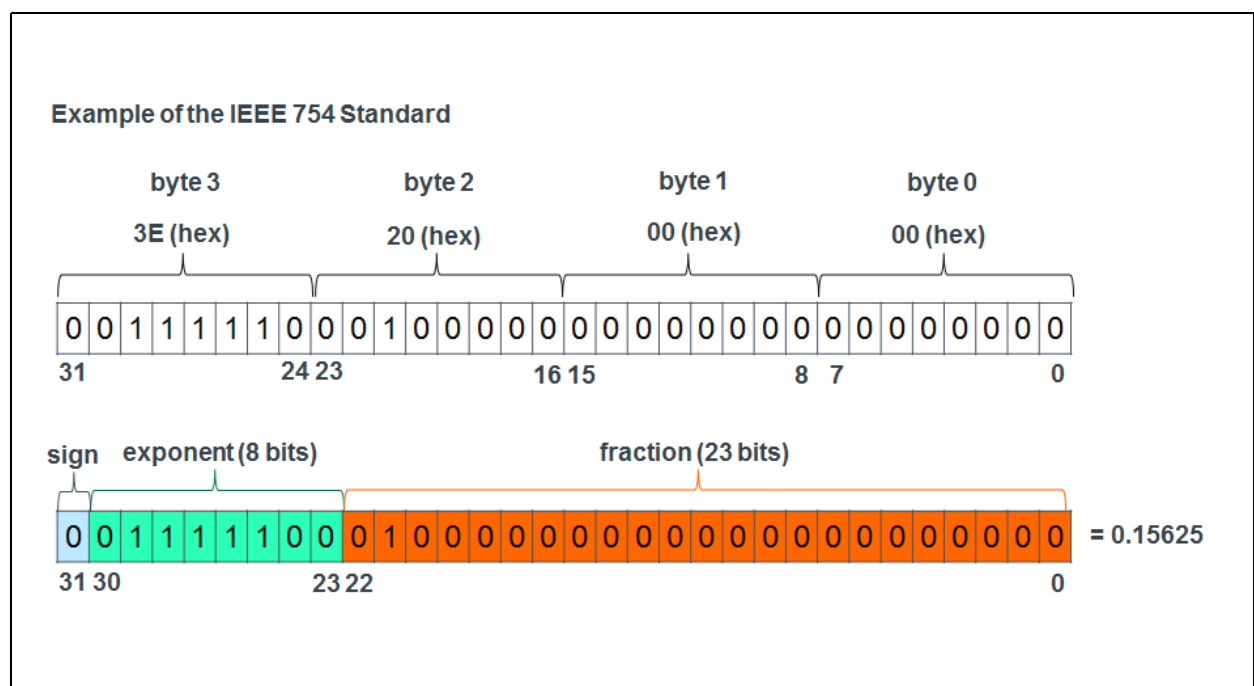 Example of the IEEE 754 Standard
byte 3 byte 2 byte 1 byte 0
3E (hex) 20 (hex) 00 (hex) 00 (hex)
0 0 1 1 1 1 1 0 0 0 1 0 0 0 0 0 0 0 0 0 0 0 0 0 0 0 0 0 0 0 0 0
31 24 23 16 15 8 7 0
sign exponent (8 bits) fraction (23 bits)
0 0 1 1 1 1 1 0 0 0 1 0 0 0 0 0 0 0 0 0 0 0 0 0 0 0 0 0 0 0 0 0 = 0.15625
31 30 23 22 0